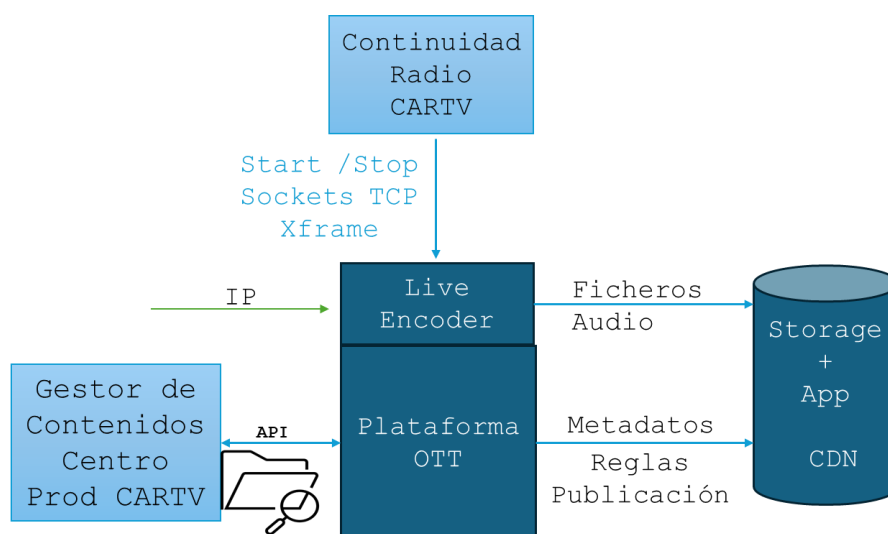 Continuidad
Radio
CARTV
Start /Stop
Sockets TCP
Xframe
IP
Live
Encoder
Ficheros
Audio
Storage
+
App
CDN
Gestor de
Contenidos
Centro
Prod CARTV
API
Plataforma
OTT
Metadatos
Reglas
Publicación